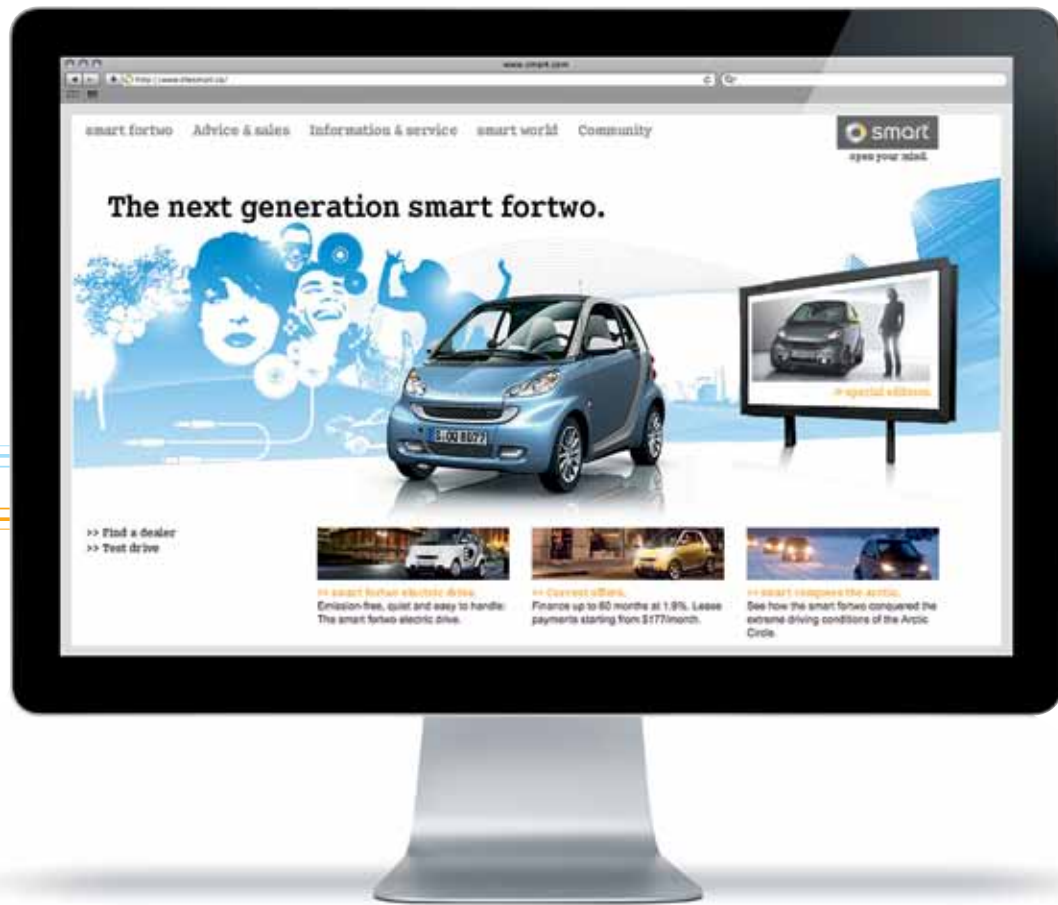 www.smart.com
http://www.thesmart.ca/
smart fortwo Advice & sales Information & service smart world Community
smart
open your mind.
The next generation smart fortwo.
>> special editions
>> Find a dealer
>> Test drive
>> smart fortwo electric drive.
Emission-free, quiet and easy to handle:
The smart fortwo electric drive.
>> Current offers.
Finance up to 60 months at 1.9%. Lease
payments starting from $177/month.
>> smart conquers the arctic.
See how the smart fortwo conquered the
extreme driving conditions of the Arctic
Circle.